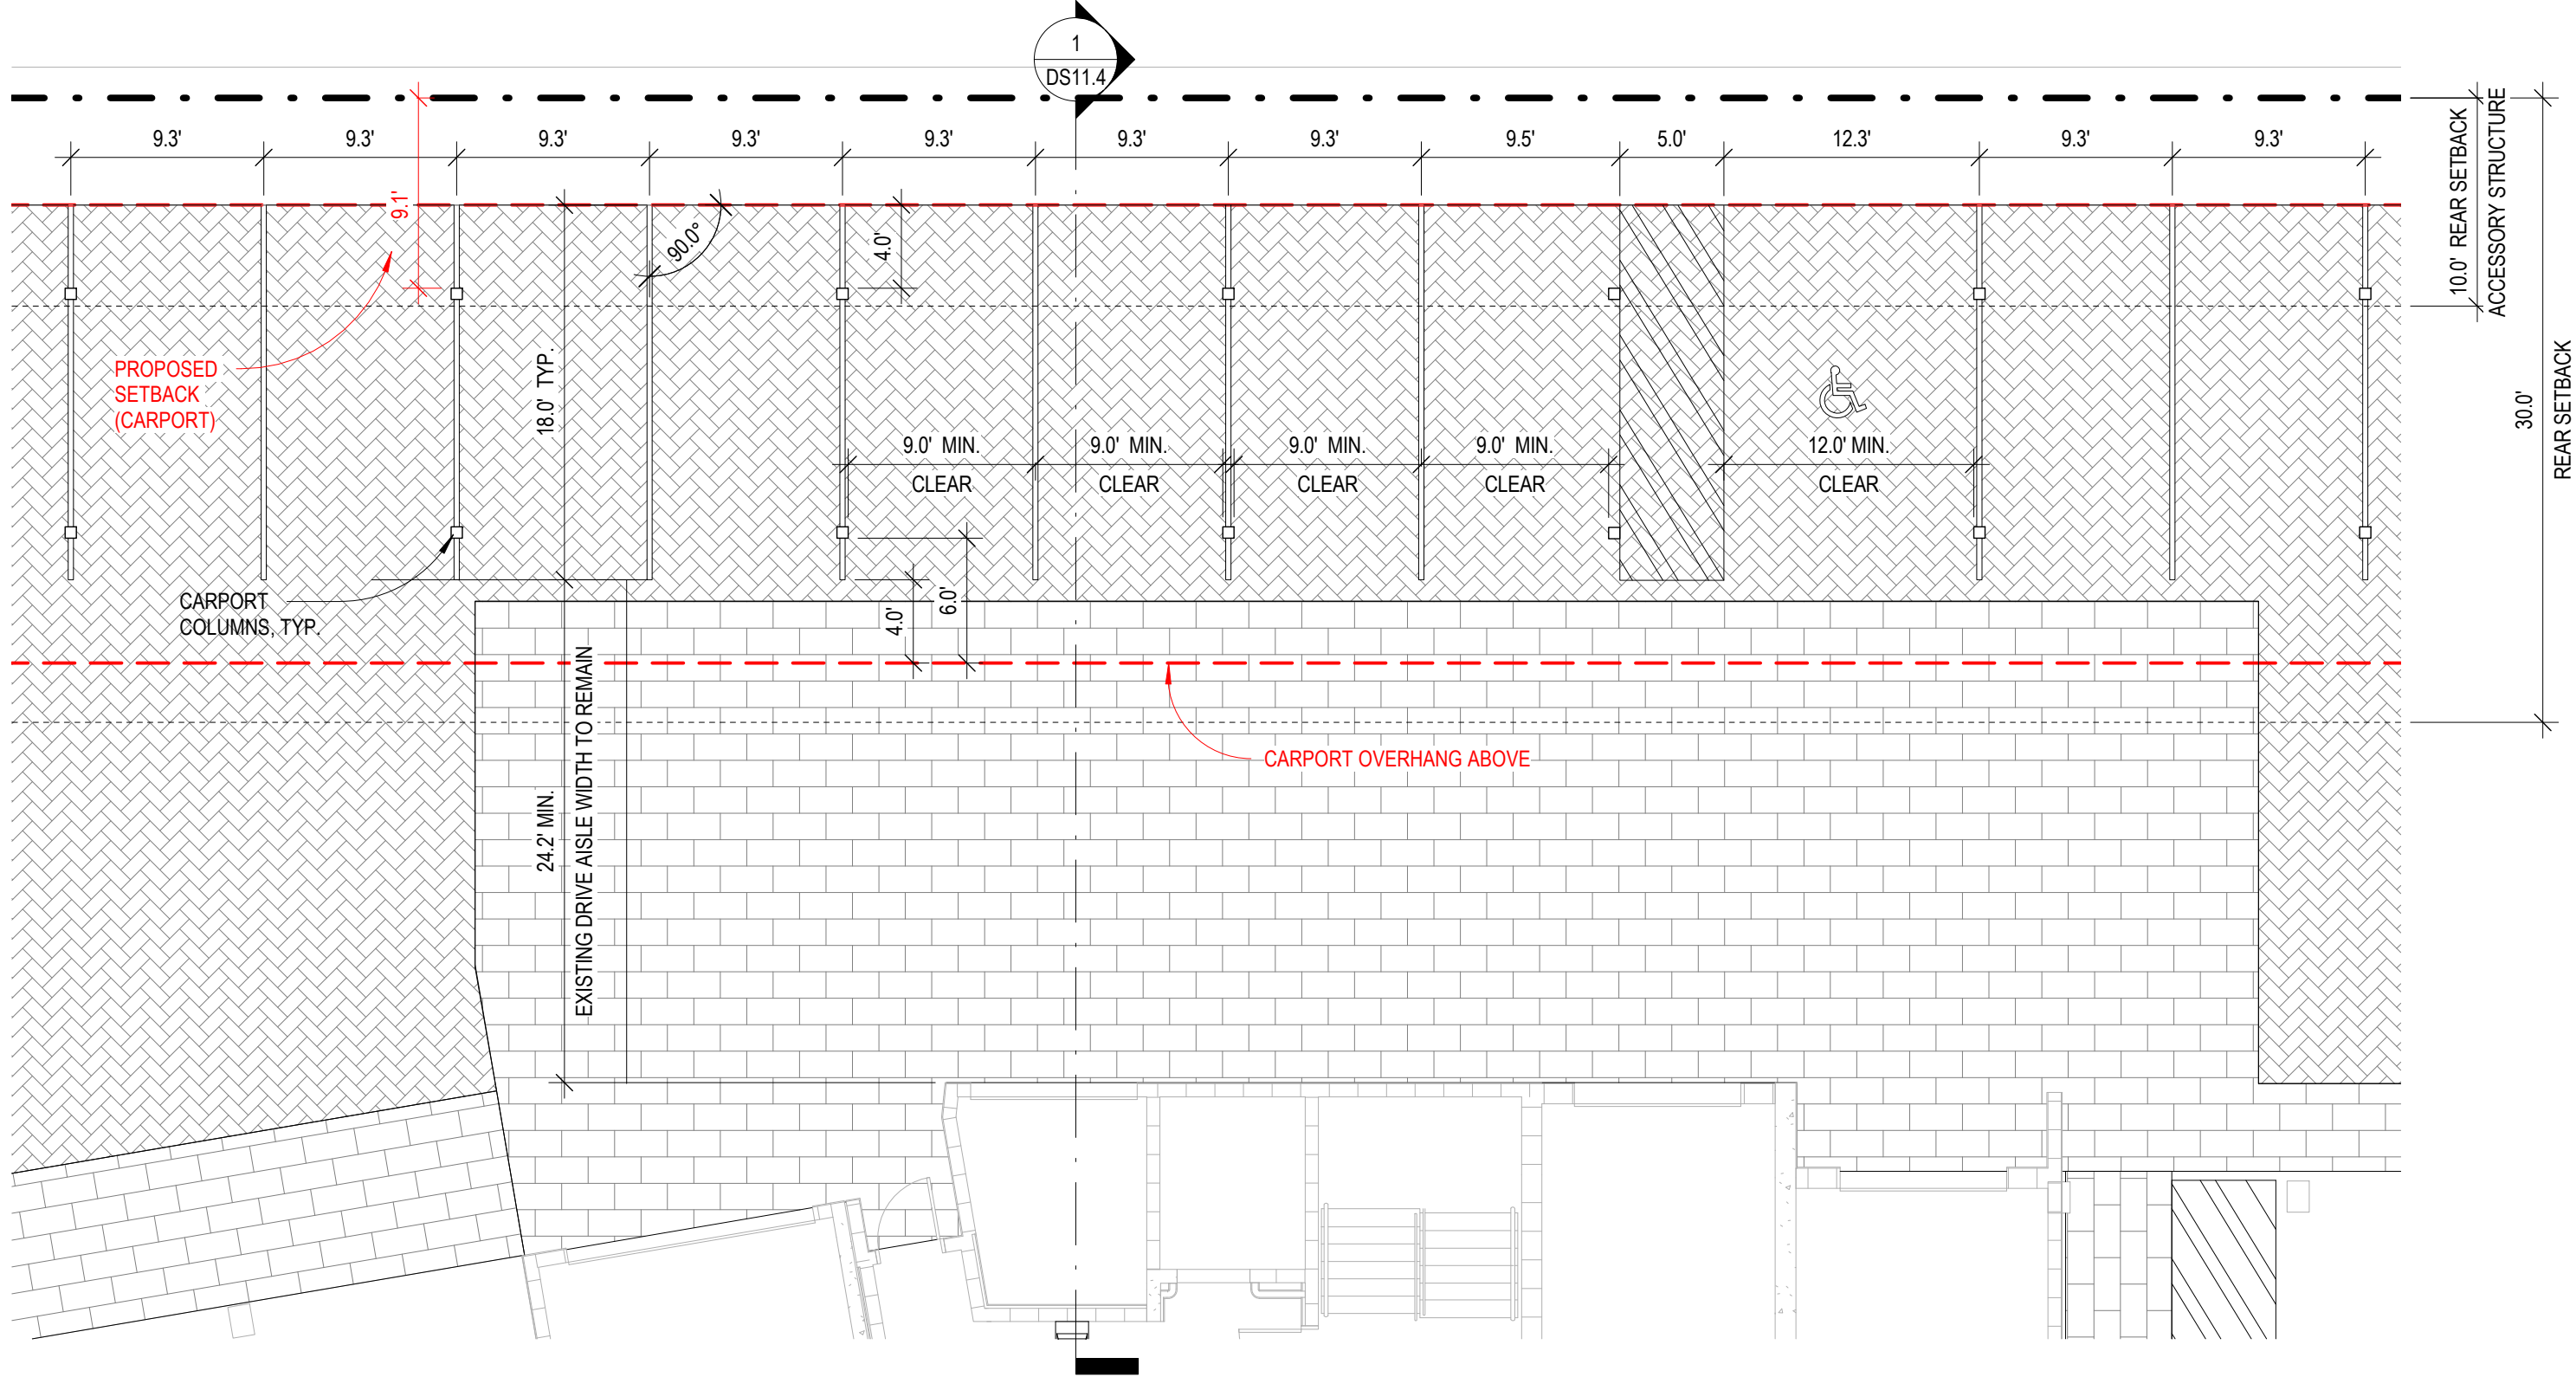 1
DS11.4
9.3'
9.3'
9.3'
9.3'
9.3'
9.3'
9.3'
9.5'
5.0'
12.3'
9.3'
9.3'
10.0' REAR SETBACK
ACCESSORY STRUCTURE
30.0'
REAR SETBACK
9.1'
90.0°
4.0'
PROPOSED
SETBACK
(CARPORT)
18.0' TYP.
9.0' MIN.
CLEAR
9.0' MIN.
CLEAR
9.0' MIN.
CLEAR
9.0' MIN.
CLEAR
12.0' MIN.
CLEAR
CARPORT
COLUMNS, TYP.
4.0'
6.0'
24.2' MIN.
EXISTING DRIVE AISLE WIDTH TO REMAIN
CARPORT OVERHANG ABOVE